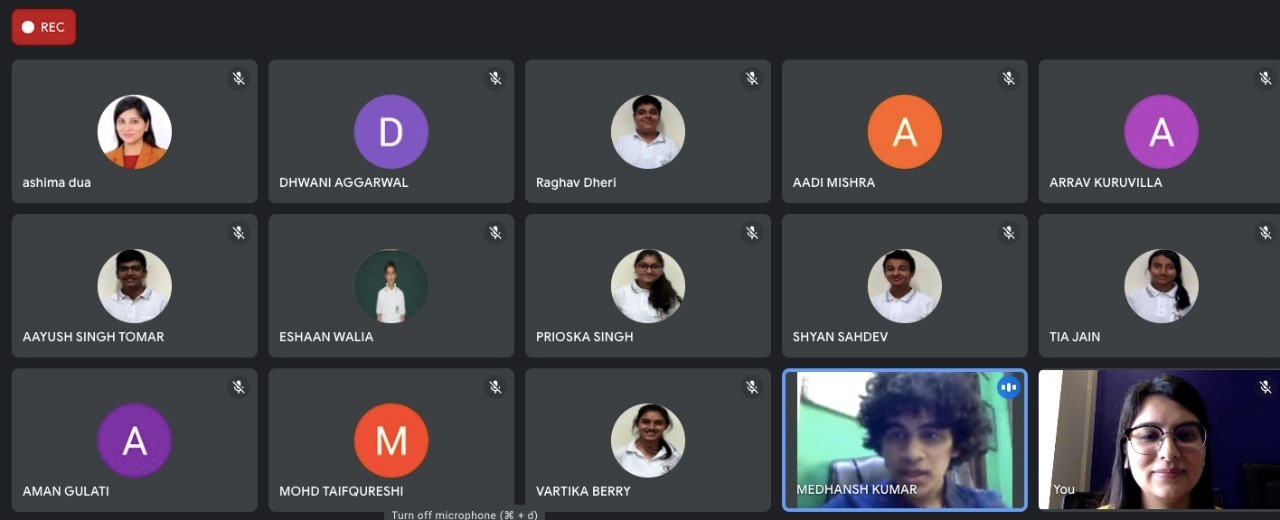 REC
ashima dua
D
DHWANI AGGARWAL
Raghav Dheri
A
AADI MISHRA
A
ARRAV KURUVILLA
AAYUSH SINGH TOMAR
ESHAAN WALIA
PRIOSKA SINGH
SHYAN SAHDEV
TIA JAIN
A
AMAN GULATI
M
MOHD TAIFQURESHI
VARTIKA BERRY
MEDHANSH KUMAR
You
Turn off microphone (⌘ + d)